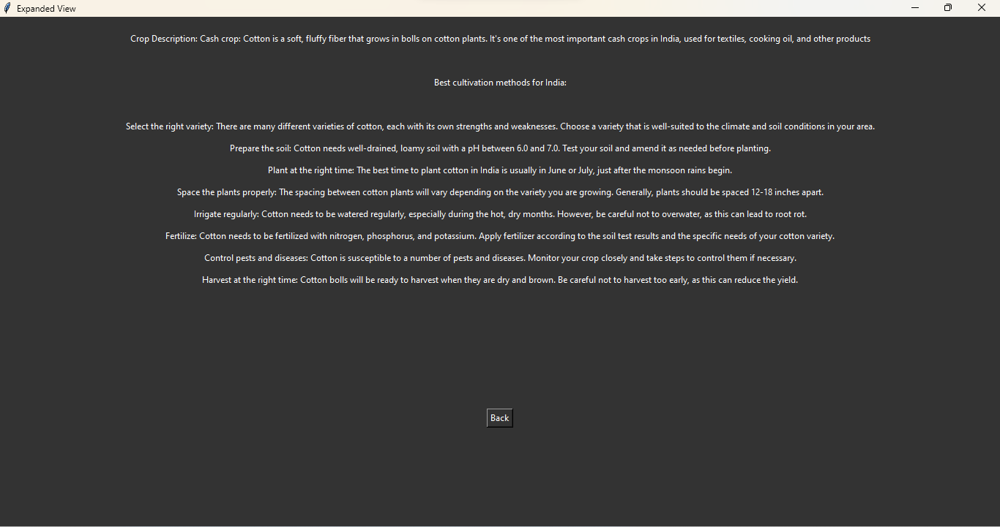 Expanded View
Crop Description: Cash crop: Cotton is a soft, fluffy fiber that grows in bolls on cotton plants. It's one of the most important cash crops in India, used for textiles, cooking oil, and other products
Best cultivation methods for India:
Select the right variety: There are many different varieties of cotton, each with its own strengths and weaknesses. Choose a variety that is well-suited to the climate and soil conditions in your area.
Prepare the soil: Cotton needs well-drained, loamy soil with a pH between 6.0 and 7.0. Test your soil and amend it as needed before planting.
Plant at the right time: The best time to plant cotton in India is usually in June or July, just after the monsoon rains begin.
Space the plants properly: The spacing between cotton plants will vary depending on the variety you are growing. Generally, plants should be spaced 12-18 inches apart.
Irrigate regularly: Cotton needs to be watered regularly, especially during the hot, dry months. However, be careful not to overwater, as this can lead to root rot.
Fertilize: Cotton needs to be fertilized with nitrogen, phosphorus, and potassium. Apply fertilizer according to the soil test results and the specific needs of your cotton variety.
Control pests and diseases: Cotton is susceptible to a number of pests and diseases. Monitor your crop closely and take steps to control them if necessary.
Harvest at the right time: Cotton bolls will be ready to harvest when they are dry and brown. Be careful not to harvest too early, as this can reduce the yield.
Back